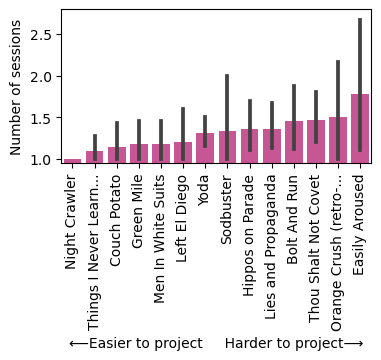 Number of sessions
2.5
2.0
1.5
1.0
Night Crawler
Things I Never Learn...
Couch Potato
Green Mile
Men In White Suits
Left El Diego
Yoda
Sodbuster
Hippos on Parade
Lies and Propaganda
Bolt And Run
Thou Shalt Not Covet
Orange Crush (retro-...
Easily Aroused
⟵Easier to project Harder to project⟶